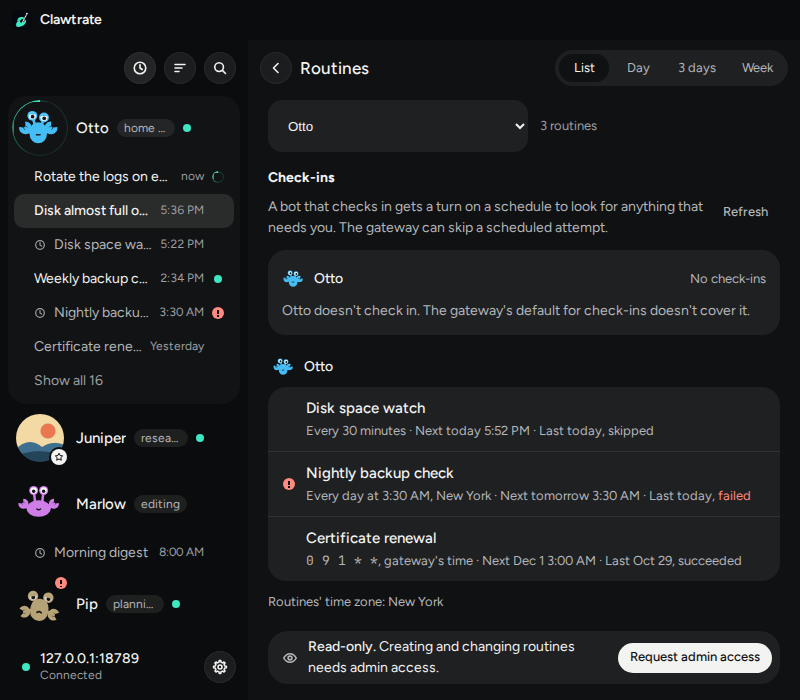 Clawtrate
Otto home ...
Rotate the logs on e... now
Disk almost full o... 5:36 PM
Disk space wa... 5:22 PM
Weekly backup c... 2:34 PM
Nightly backu... 3:30 AM
Certificate rene... Yesterday
Show all 16
Juniper resea...
Marlow editing
Morning digest 8:00 AM
Pip planni...
127.0.0.1:18789
Connected
Routines
List Day 3 days Week
Otto 3 routines
Check-ins
A bot that checks in gets a turn on a schedule to look for anything that
needs you. The gateway can skip a scheduled attempt.
Refresh
Otto No check-ins
Otto doesn't check in. The gateway's default for check-ins doesn't cover it.
Otto
Disk space watch
Every 30 minutes · Next today 5:52 PM · Last today, skipped
Nightly backup check
Every day at 3:30 AM, New York · Next tomorrow 3:30 AM · Last today, failed
Certificate renewal
0 9 1 * *, gateway's time · Next Dec 1 3:00 AM · Last Oct 29, succeeded
Routines' time zone: New York
Read-only. Creating and changing routines
needs admin access.
Request admin access